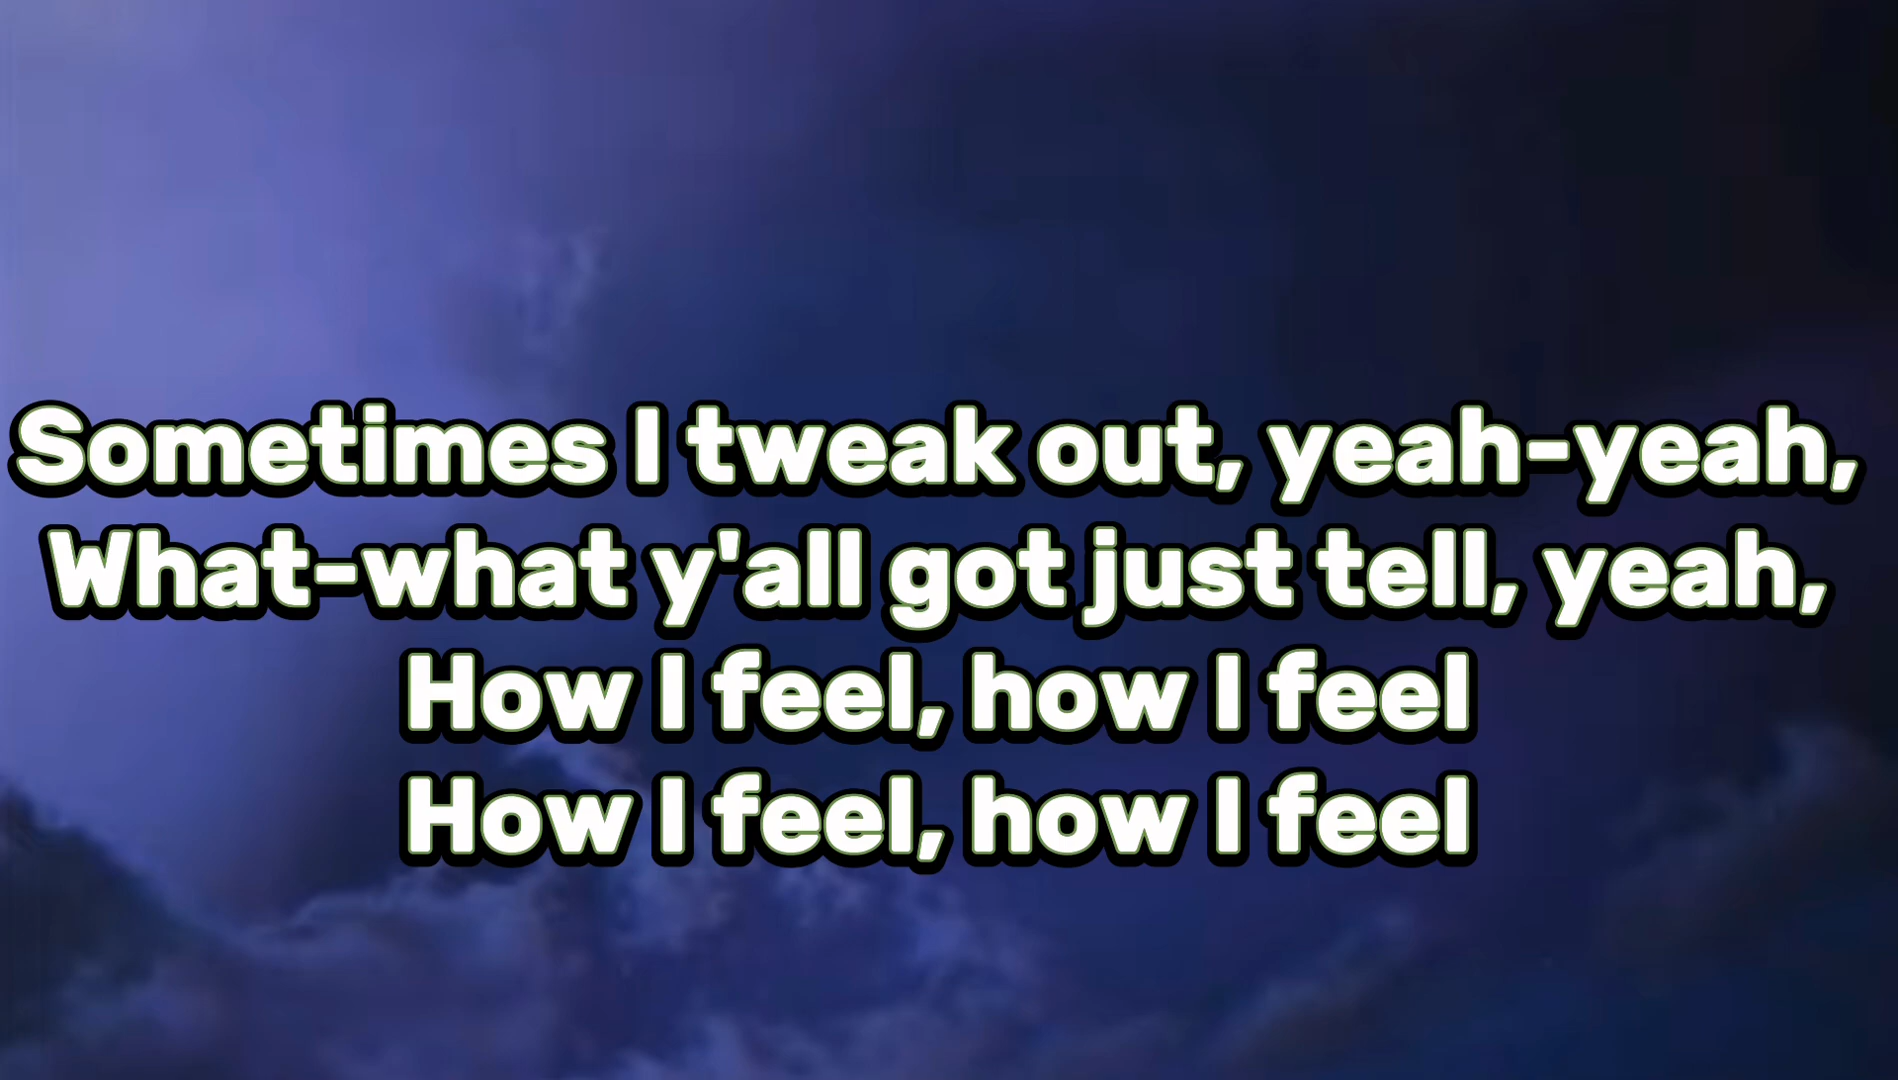 Sometimes I tweak out, yeah-yeah,
What-what y'all got just tell, yeah,
How I feel, how I feel
How I feel, how I feel